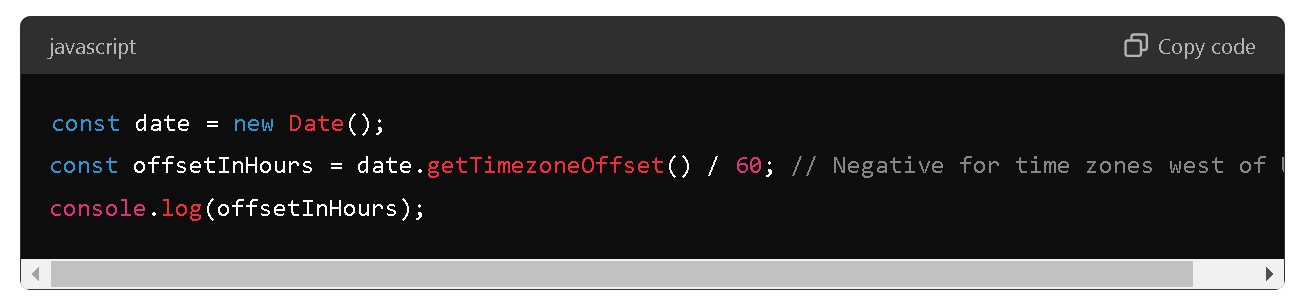 javascript
Copy code
const date = new Date();
const offsetInHours = date.getTimezoneOffset() / 60; // Negative for time zones west of
console.log(offsetInHours);